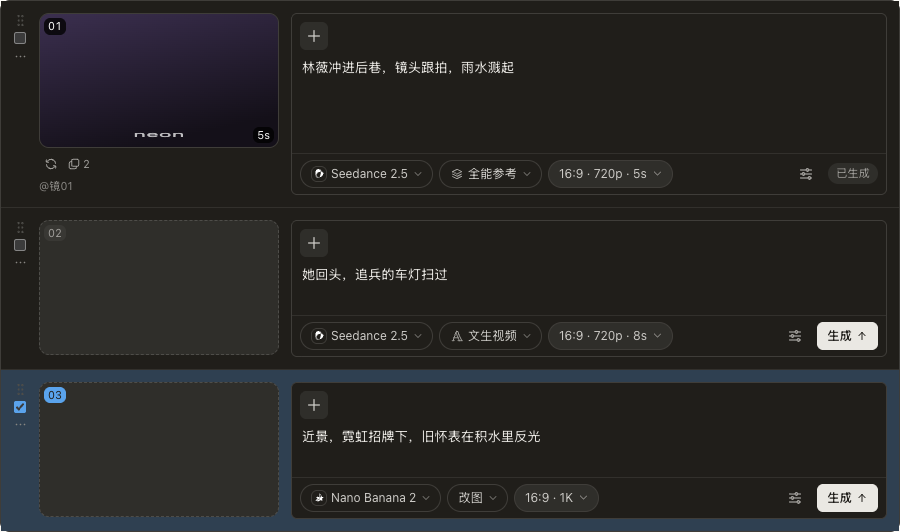 01
neon
5s
2
@镜01
林薇冲进后巷，镜头跟拍，雨水溅起
Seedance 2.5
全能参考
16:9 · 720p · 5s
已生成
02
她回头，追兵的车灯扫过
Seedance 2.5
文生视频
16:9 · 720p · 8s
生成 ↑
03
近景，霓虹招牌下，旧怀表在积水里反光
Nano Banana 2
改图
16:9 · 1K
生成 ↑